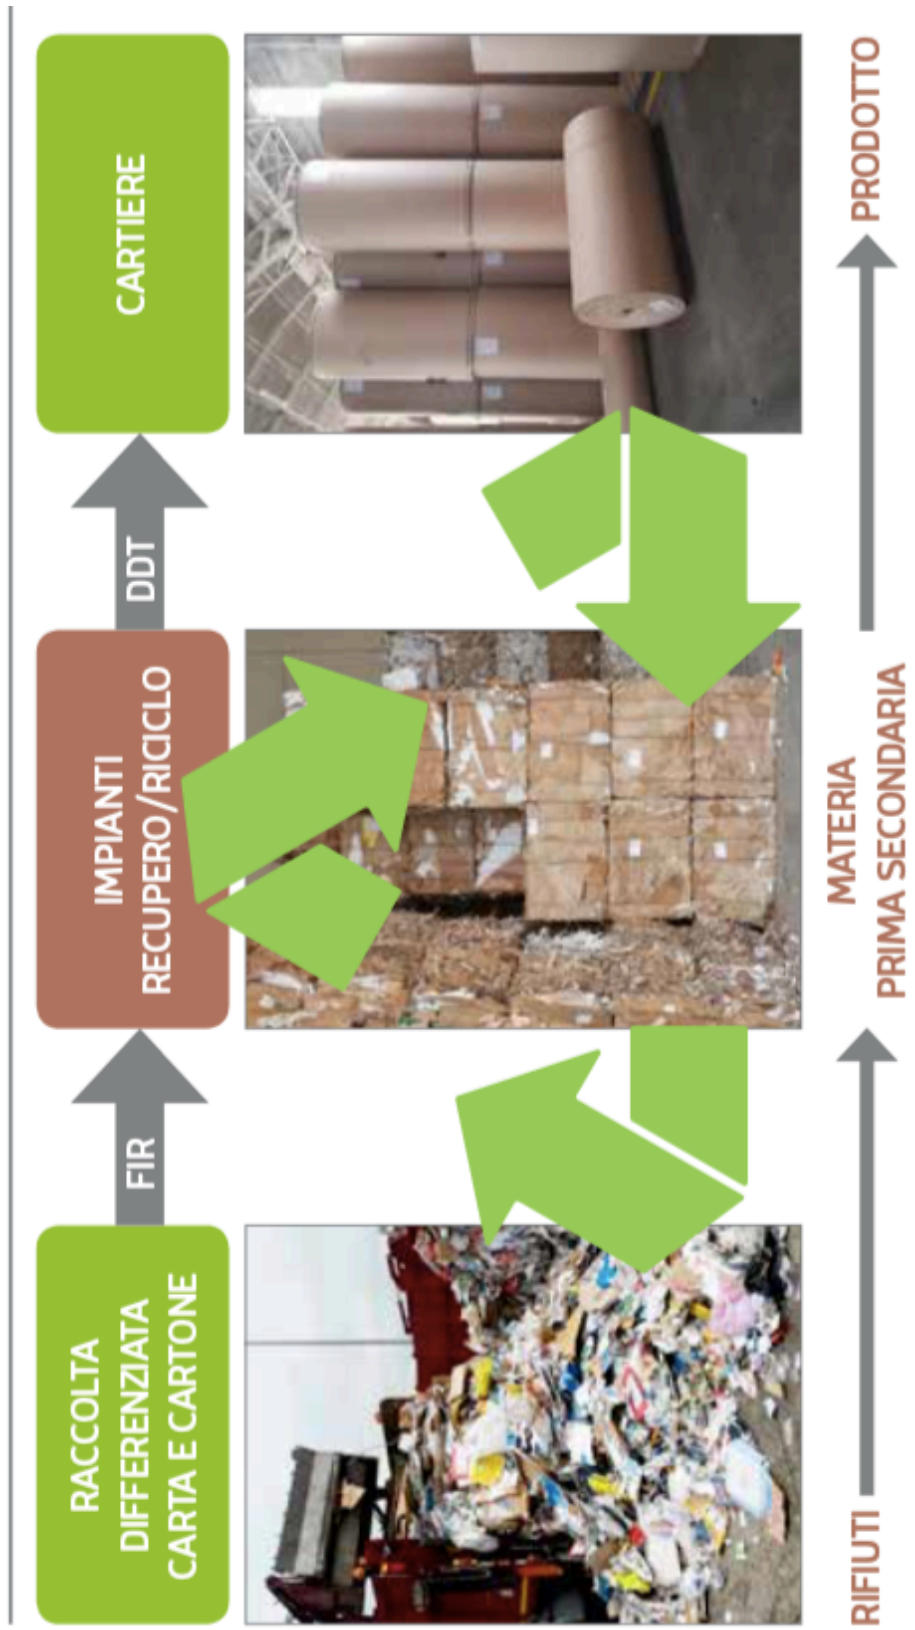 RACCOLTA
DIFFERENZIATA
CARTA E CARTONE
FIR
IMPIANTI
RECUPERO/RICICLO
DDT
CARTIERE
RIFIUTI
MATERIA
PRIMA SECONDARIA
PRODOTTO